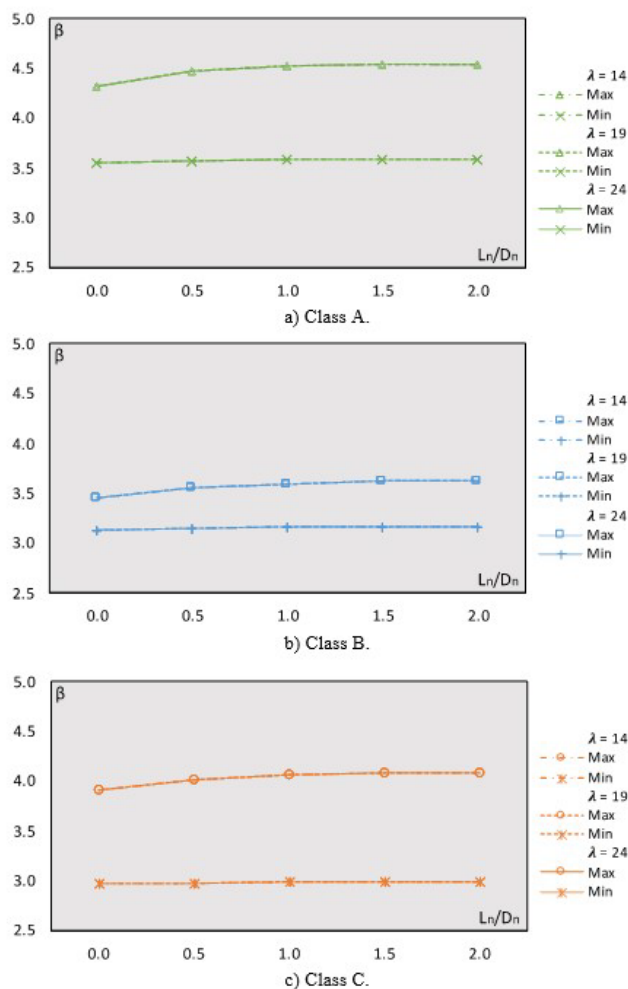 5.0
β
4.5
4.0
3.5
3.0
2.5
Ln/Dn
0.0 0.5 1.0 1.5 2.0
λ = 14
Max
Min
λ = 19
Max
Min
λ = 24
Max
Min
a) Class A.
5.0
β
4.5
4.0
3.5
3.0
2.5
Ln/Dn
0.0 0.5 1.0 1.5 2.0
λ = 14
Max
Min
λ = 19
Max
Min
λ = 24
Max
Min
b) Class B.
5.0
β
4.5
4.0
3.5
3.0
2.5
Ln/Dn
0.0 0.5 1.0 1.5 2.0
λ = 14
Max
Min
λ = 19
Max
Min
λ = 24
Max
Min
c) Class C.